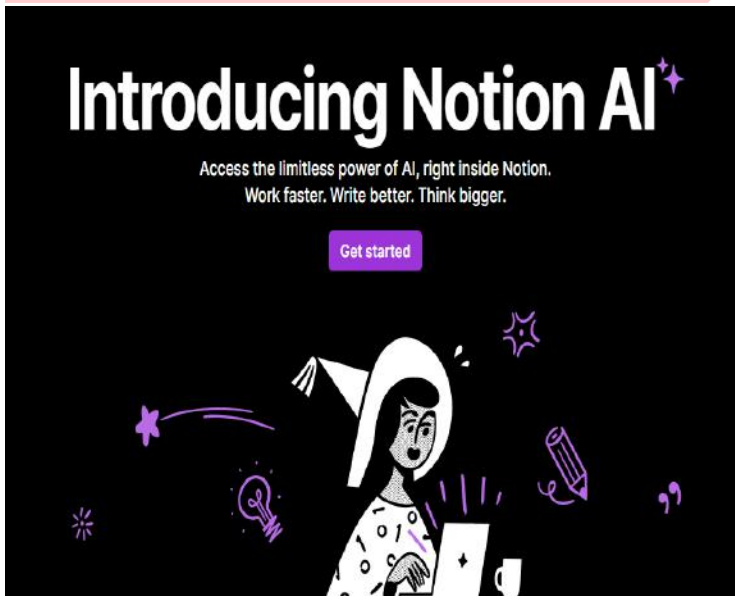 Introducing Notion AI
Access the limitless power of AI, right inside Notion.
Work faster. Write better. Think bigger.
Get started